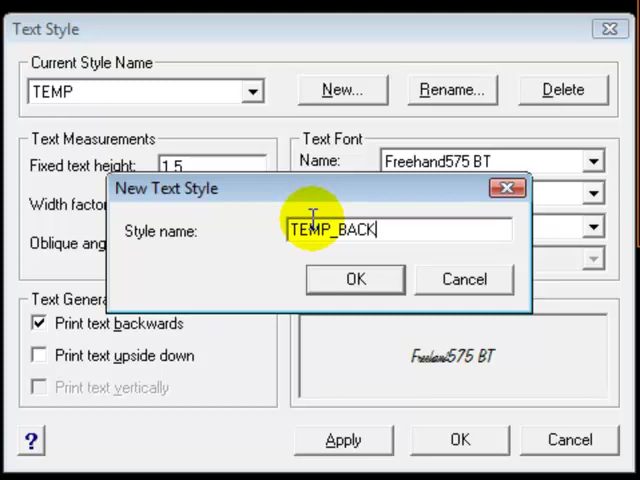 Text Style
Current Style Name
TEMP
New...
Rename...
Delete
Text Measurements
Fixed text height:
1.5
Width facto
Oblique ang
Text Font
Name:
Freehand575 BT
New Text Style
Style name:
TEMP_BACK
OK
Cancel
Text Genera
Print text backwards
Print text upside down
Print text vertically
Freehand575 BT
?
Apply
OK
Cancel